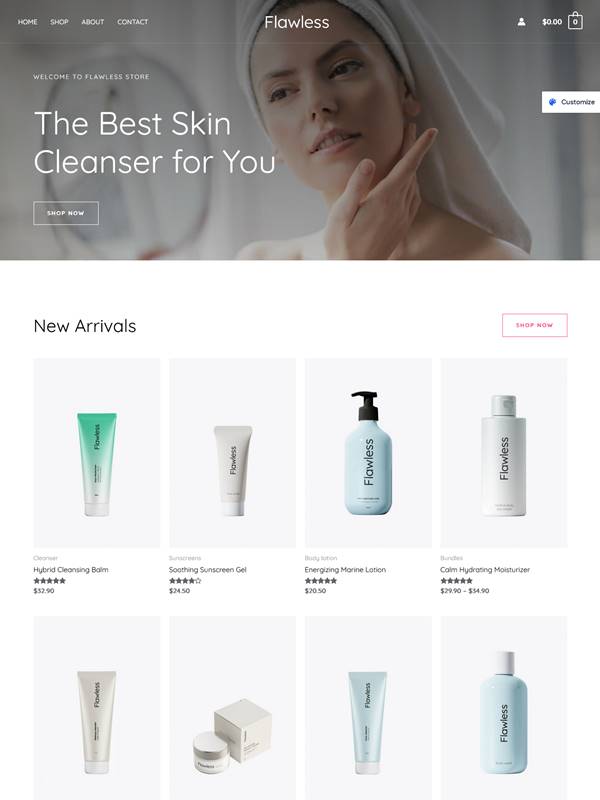 HOME SHOP ABOUT CONTACT
Flawless
$0.00 0
WELCOME TO FLAWLESS STORE
Customize
The Best Skin
Cleanser for You
SHOP NOW
New Arrivals
SHOP NOW
Flawless
Flawless
Flawless
Flawless
Cleanser
Hybrid Cleansing Balm
$32.90
Sunscreens
Soothing Sunscreen Gel
$24.50
Body lotion
Energizing Marine Lotion
$20.50
Bundles
Calm Hydrating Moisturizer
$29.90 – $34.90
Flawless
Flawless
Flawless
Flawless